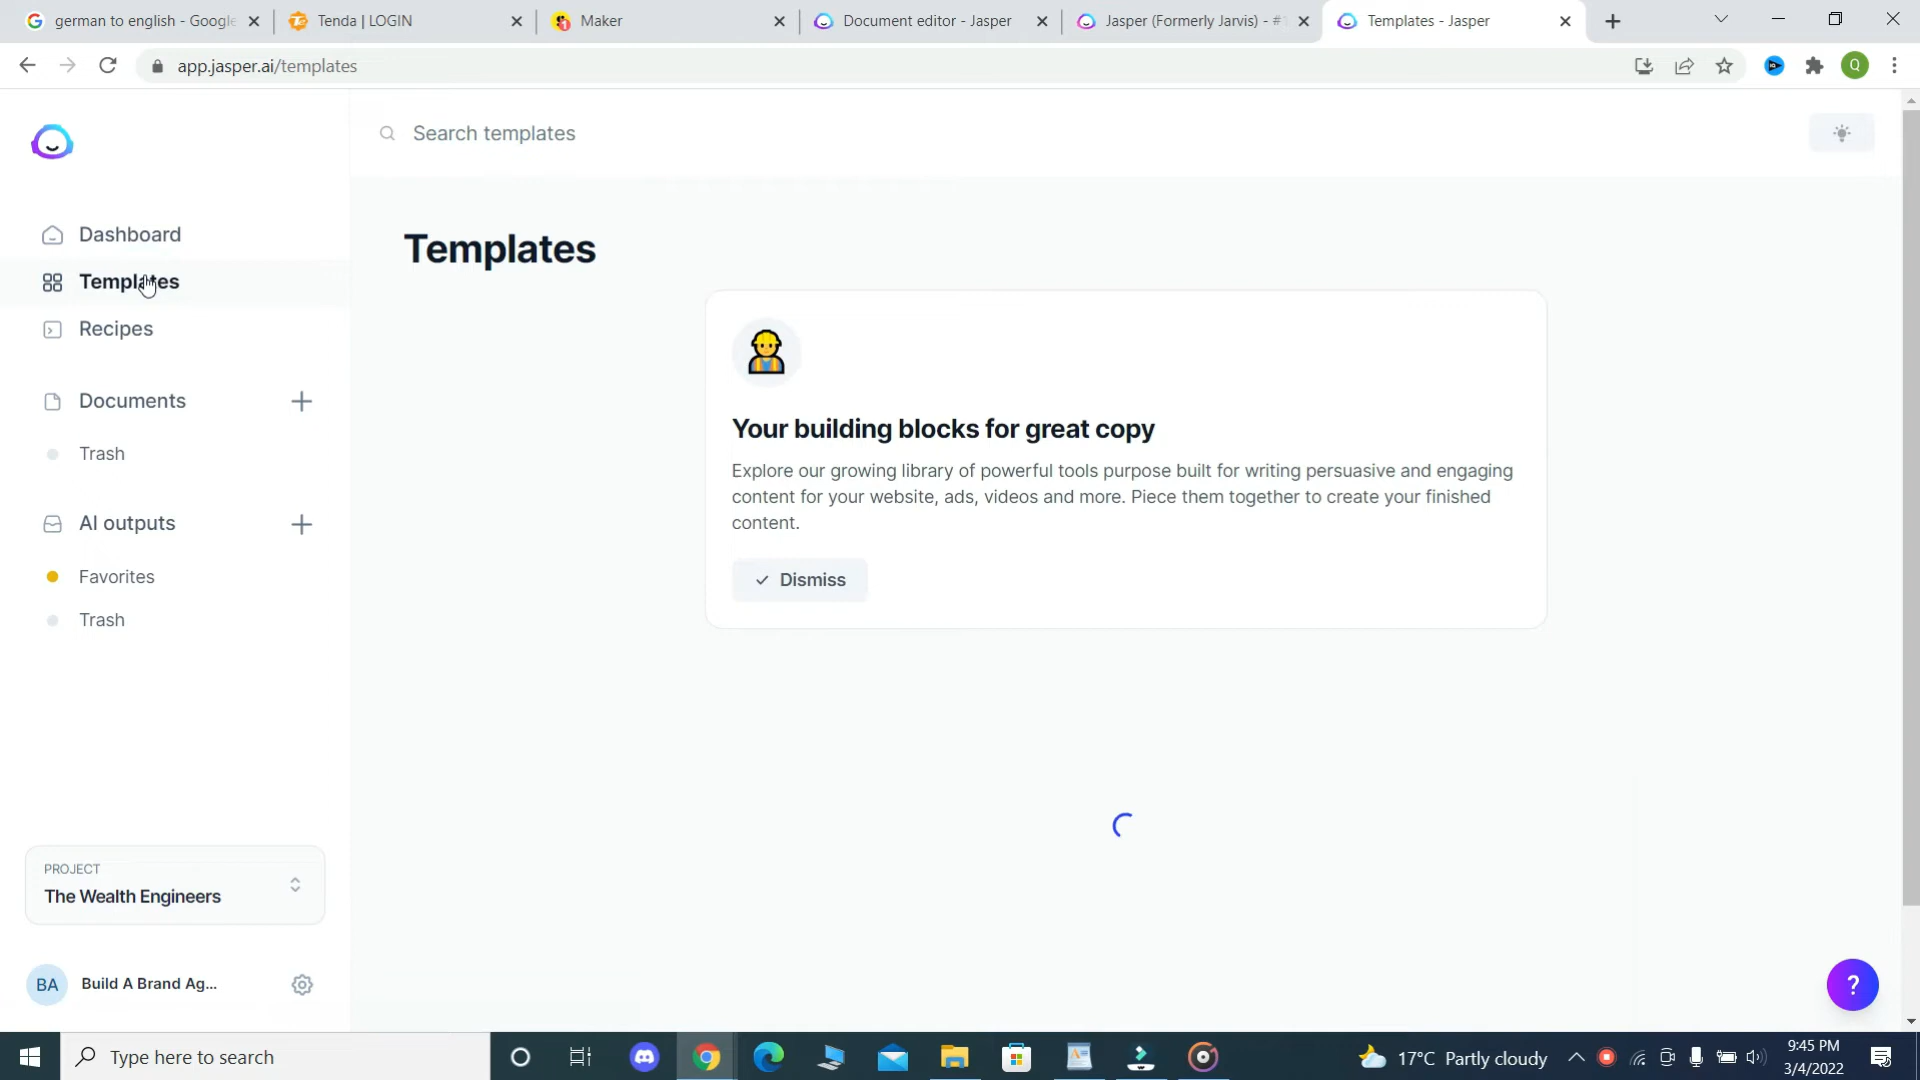 german to english - Google
Tenda | LOGIN
Maker
Document editor - Jasper
Jasper (Formerly Jarvis) - #
Templates - Jasper
app.jasper.ai/templates
Q
Search templates
Dashboard
Templates
Recipes
Documents
Trash
AI outputs
Favorites
Trash
Templates
Your building blocks for great copy
Explore our growing library of powerful tools purpose built for writing persuasive and engaging
content for your website, ads, videos and more. Piece them together to create your finished
content.
Dismiss
PROJECT
The Wealth Engineers
BA
Build A Brand Ag...
?
Type here to search
17°C Partly cloudy
9:45 PM
3/4/2022